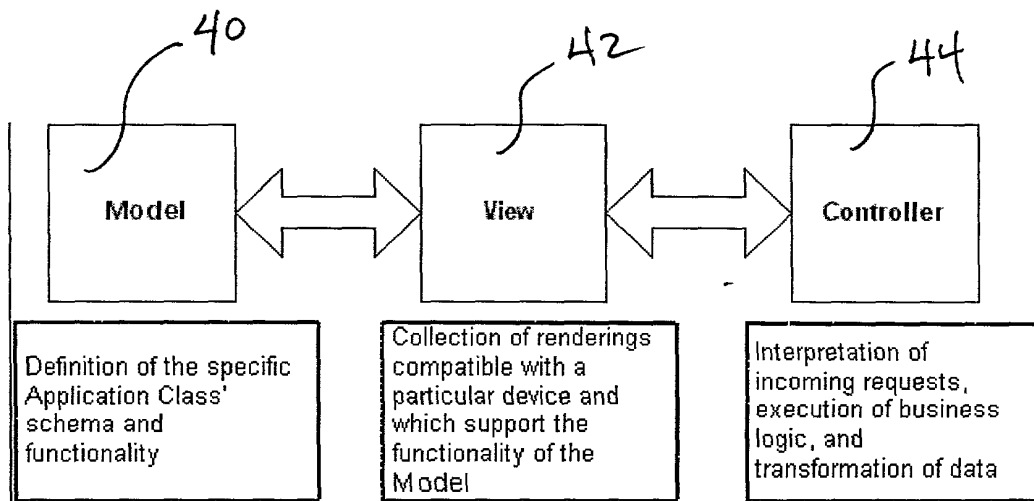 40
42
44
Model
View
Controller
Definition of the specific
Application Class'
schema and
functionality
Collection of renderings
compatible with a
particular device and
which support the
functionality of the
Model
Interpretation of
incoming requests,
execution of business
logic, and
transformation of data